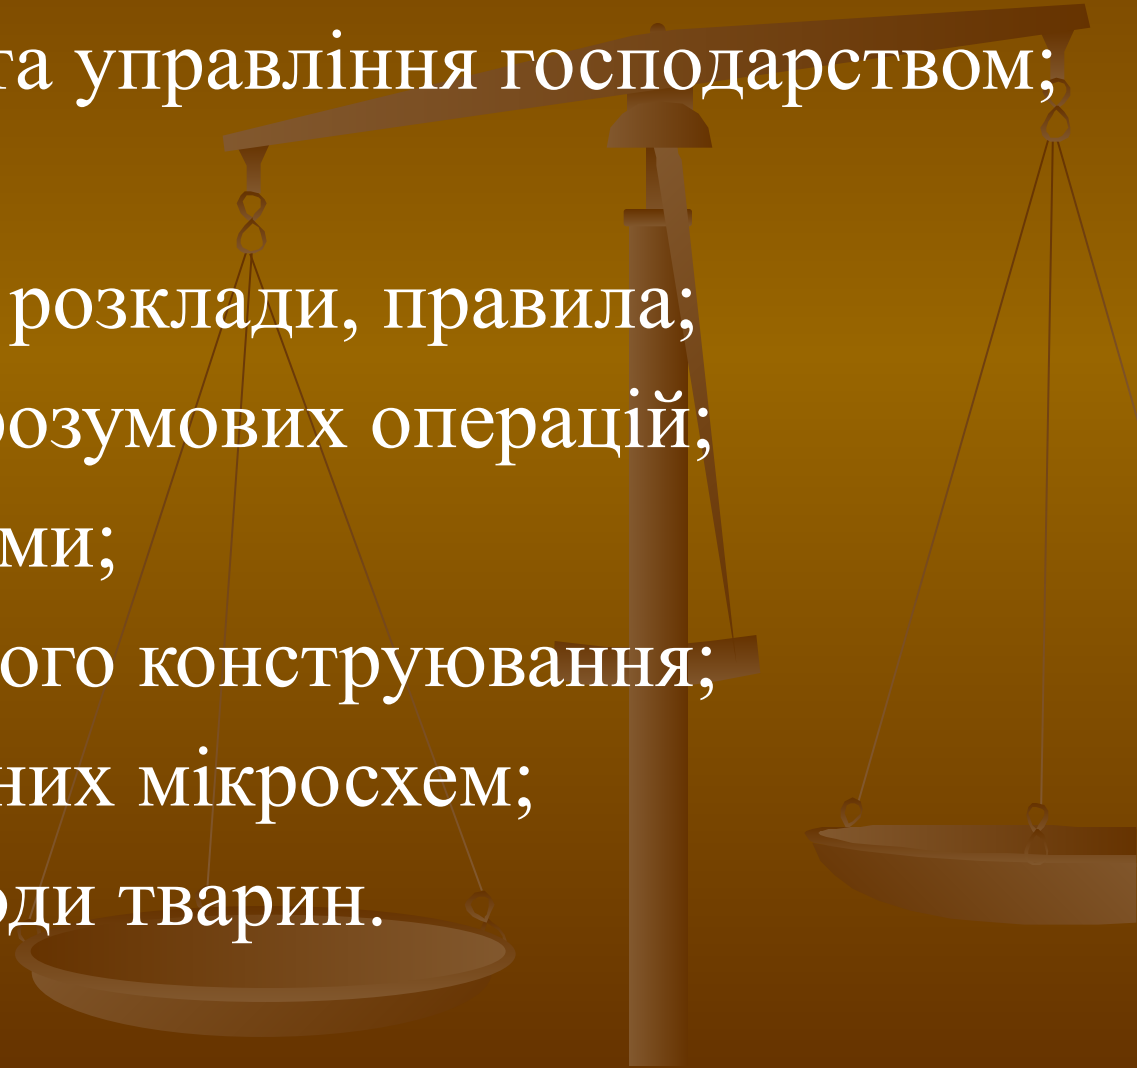 та управління господарством;
розклади, правила;
розумових операцій;
ми;
ого конструювання;
них мікросхем;
оди тварин.